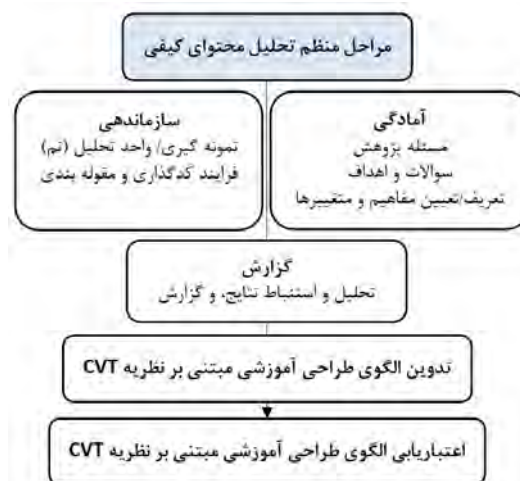 مراحل منظم تحلیل محتوای کیفی
آمادگی
مسئله پژوهش
سوالات و اهداف
تعریف/تعیین مفاهیم و متغییرها
سازماندهی
نمونه گیری/ واحد تحلیل (تم)
فرایند کدگذاری و مقوله بندی
گزارش
تحلیل و استنباط نتایج، و گزارش
تدوین الگوی طراحی آموزشی مبتنی بر نظریه CVT
اعتباریابی الگوی طراحی آموزشی مبتنی بر نظریه CVT